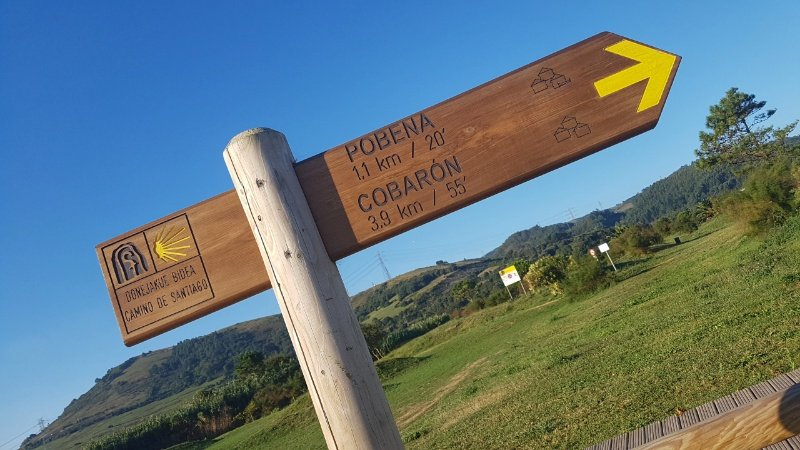 POBEÑA
1.1 km / 20'
COBARÓN
3.9 km / 55'
DONEJAKUE BIDEA
CAMINO DE SANTIAGO